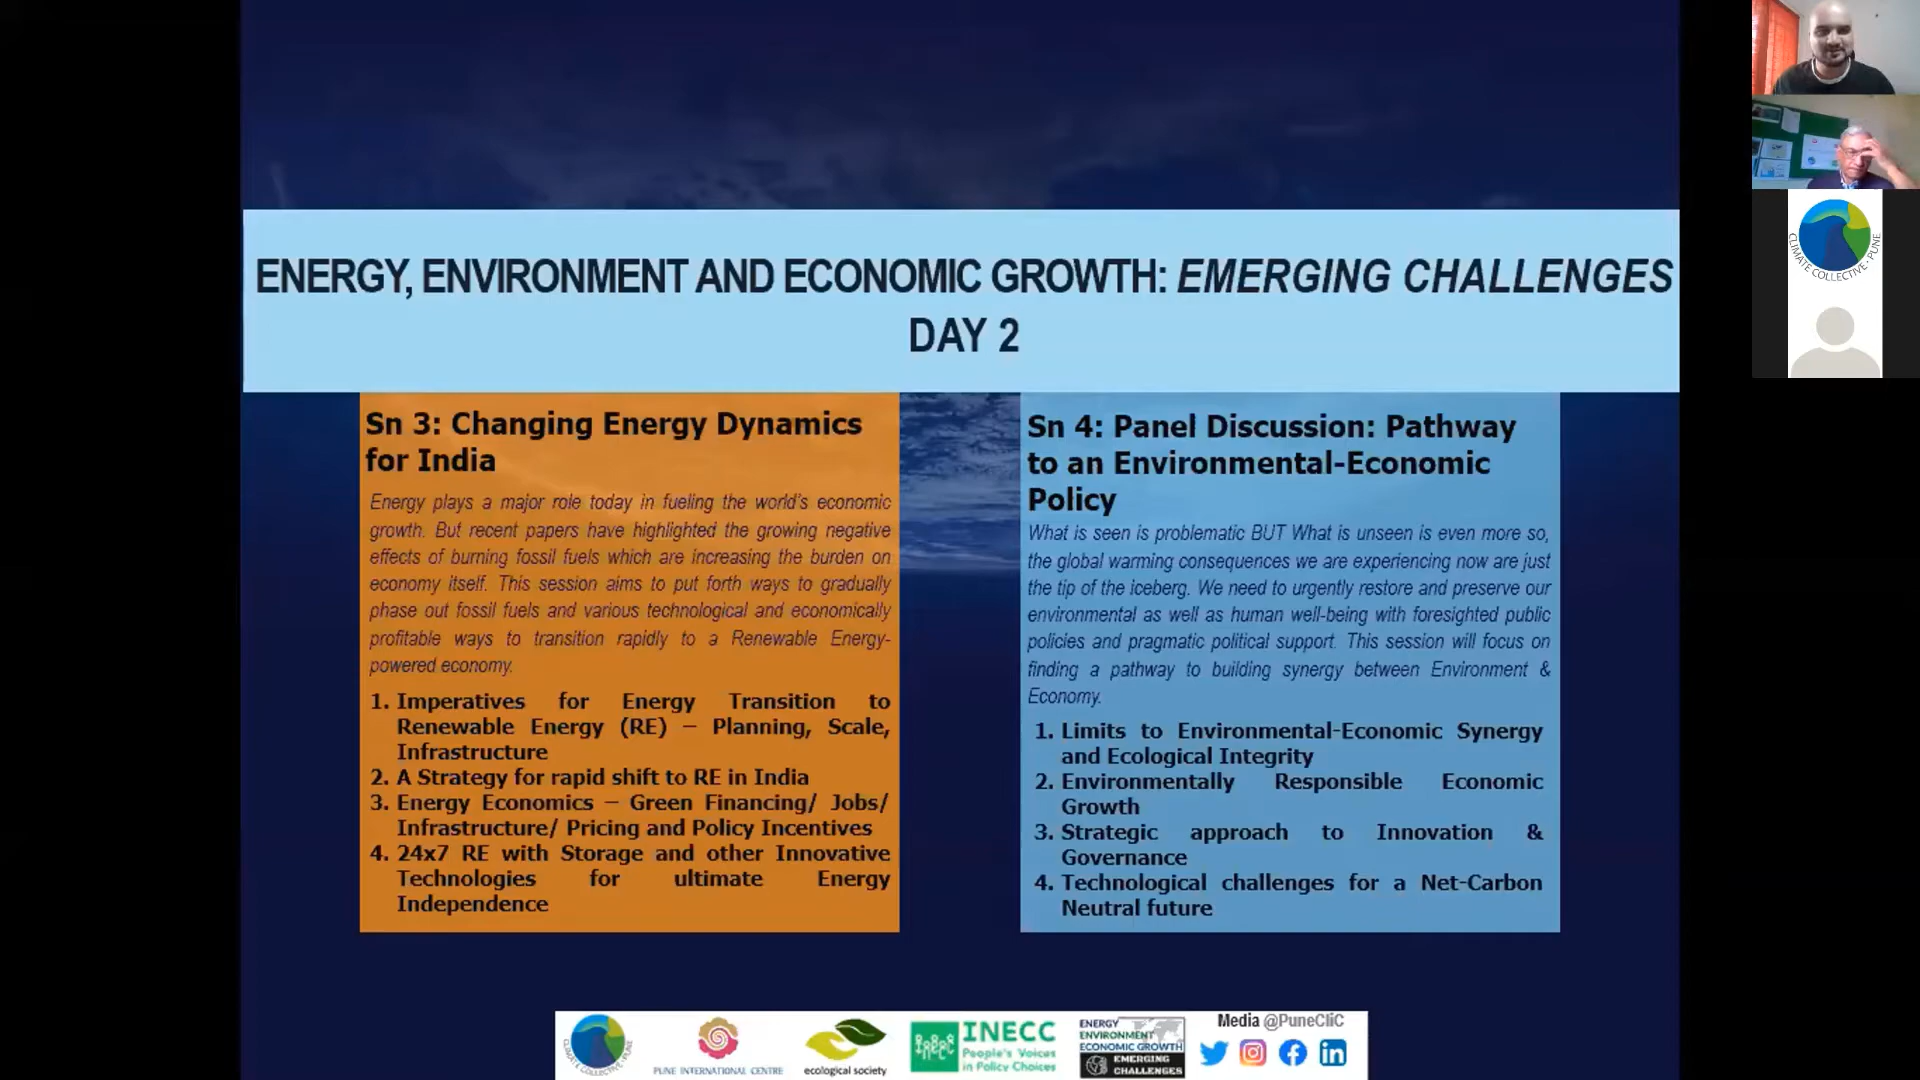 ENERGY, ENVIRONMENT AND ECONOMIC GROWTH: EMERGING CHALLENGES
DAY 2
Sn 3: Changing Energy Dynamics
for India
Energy plays a major role today in fueling the world's economic
growth. But recent papers have highlighted the growing negative
effects of burning fossil fuels which are increasing the burden on
economy itself. This session aims to put forth ways to gradually
phase out fossil fuels and various technological and economically
profitable ways to transition rapidly to a Renewable Energy-
powered economy.
1. Imperatives for Energy Transition to
Renewable Energy (RE) – Planning, Scale,
Infrastructure
2. A Strategy for rapid shift to RE in India
3. Energy Economics – Green Financing/ Jobs/
Infrastructure/ Pricing and Policy Incentives
4. 24x7 RE with Storage and other Innovative
Technologies for ultimate Energy
Independence
Sn 4: Panel Discussion: Pathway
to an Environmental-Economic
Policy
What is seen is problematic BUT What is unseen is even more so,
the global warming consequences we are experiencing now are just
the tip of the iceberg. We need to urgently restore and preserve our
environmental as well as human well-being with foresighted public
policies and pragmatic political support. This session will focus on
finding a pathway to building synergy between Environment &
Economy.
1. Limits to Environmental-Economic Synergy
and Ecological Integrity
2. Environmentally Responsible Economic
Growth
3. Strategic approach to Innovation &
Governance
4. Technological challenges for a Net-Carbon
Neutral future
CLIMATE COLLECTIVE • PUNE
CLIMATE COLLECTIVE • PUNE
PUNE INTERNATIONAL CENTRE
ecological society
INECC
INECC
People's Voices
in Policy Choices
ENERGY
ENVIRONMENT
ECONOMIC GROWTH
EMERGING
CHALLENGES
Media @PuneCliC
in